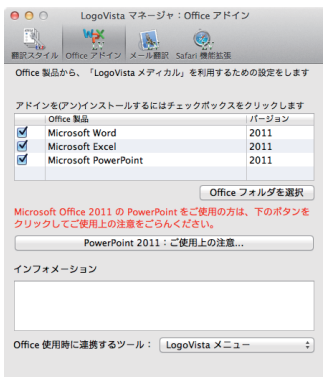 LogoVista マネージャ：Office アドイン
翻訳スタイル Office アドイン メール翻訳 Safari 機能拡張
Office 製品から、「LogoVista メディカル」を利用するための設定をします
アドインを(アン)インストールするにはチェックボックスをクリックします
Office 製品 バージョン
Microsoft Word 2011
Microsoft Excel 2011
Microsoft PowerPoint 2011
Office フォルダを選択
Microsoft Office 2011 の PowerPoint をご使用の方は、下のボタンを
クリックしてご使用上の注意をごらんください。
PowerPoint 2011：ご使用上の注意...
インフォメーション
Office 使用時に連携するツール： LogoVista メニュー